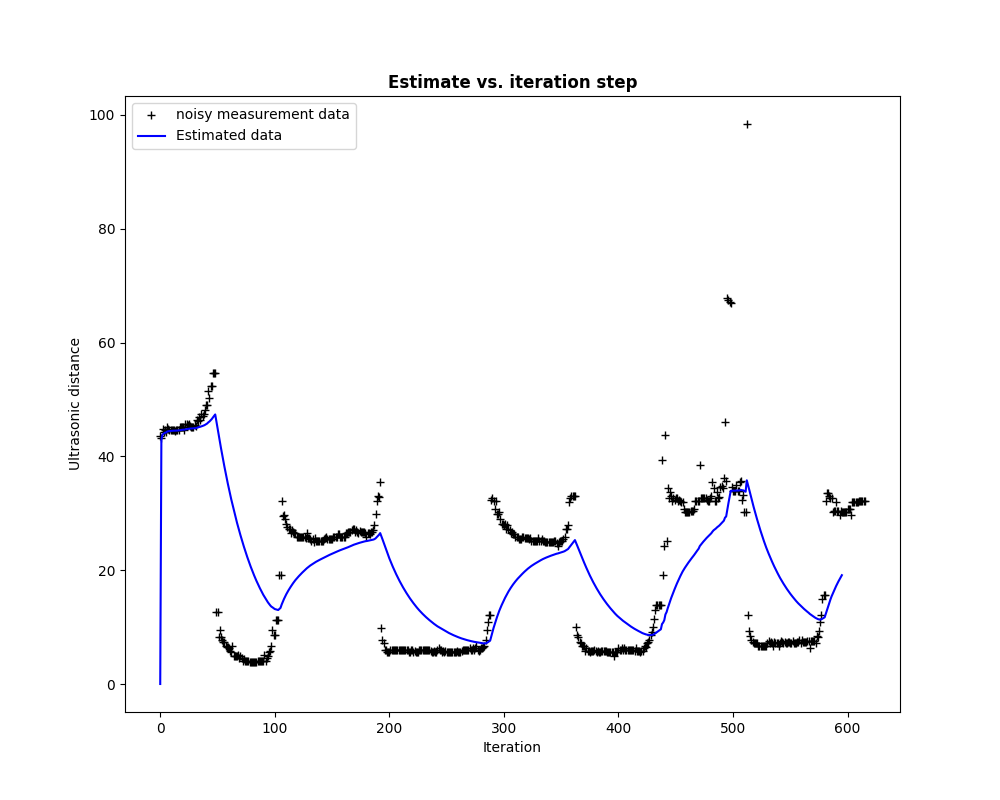 Estimate vs. iteration step
noisy measurement data
Estimated data
100
80
60
40
20
0
Ultrasonic distance
0 100 200 300 400 500 600
Iteration